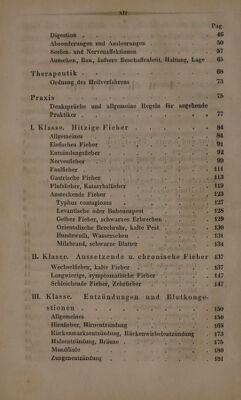 XII
Pag.
Digestion . . . . . . . . 46
Absonderungen und Ausleerungen . . . . 50
Seelen- und Nervenaffektionen . . . . 57
Aussehen, Bau, äußere Beschaffenheit, Haltung, Lage 65
Therapeutik . . . . . . . . 68
Ordnung des Heilverfahrens . . . . . 73
Praxis . . . . . . . . 75
Denksprüche und allgemeine Regeln für angehende
Praktiker . . . . . . . . 77
I. Klasse. Hitzige Fieber . . . . . 84
Allgemeines . . . . . . . . 84
Einfaches Fieber . . . . . . . 91
Entzündungsfieber . . . . . . . 92
Nervenfieber . . . . . . . . 99
Faulfieber . . . . . . . . 111
Gastrische Fieber . . . . . . . 113
Flußfieber, Katarrhalfieber . . . . . 119
Ansteckende Fieber . . . . . . . 123
Typhus contagiosus . . . . . . 127
Levantische oder Bubonenpest . . . . 128
Gelbes Fieber, schwarzes Erbrechen . . . 129
Orientalische Brechruhr, kalte Pest . . . 130
Hundswuth, Wasserscheu . . . . . 131
Milzbrand, schwarze Blattern . . . . 134
II. Klasse. Aussetzende u. chronische Fieber 137
Wechselfieber, kalte Fieber . . . . . 137
Langwierige, symptomatische Fieber . . . 147
Schleichende Fieber, Zehrfieber . . . . 147
III. Klasse. Entzündungen und Blutkonge-
stionen . . . . . . . . 150
Allgemeines . . . . . . . . 150
Hirnfieber, Hirnentzündung . . . . . 168
Rückenmarksentzündung, Rückenwirbelentzündung 173
Halsentzündung, Bräune . . . . . 175
Mundfäule . . . . . . . . 180
Zungenentzündung . . . . . . . 181